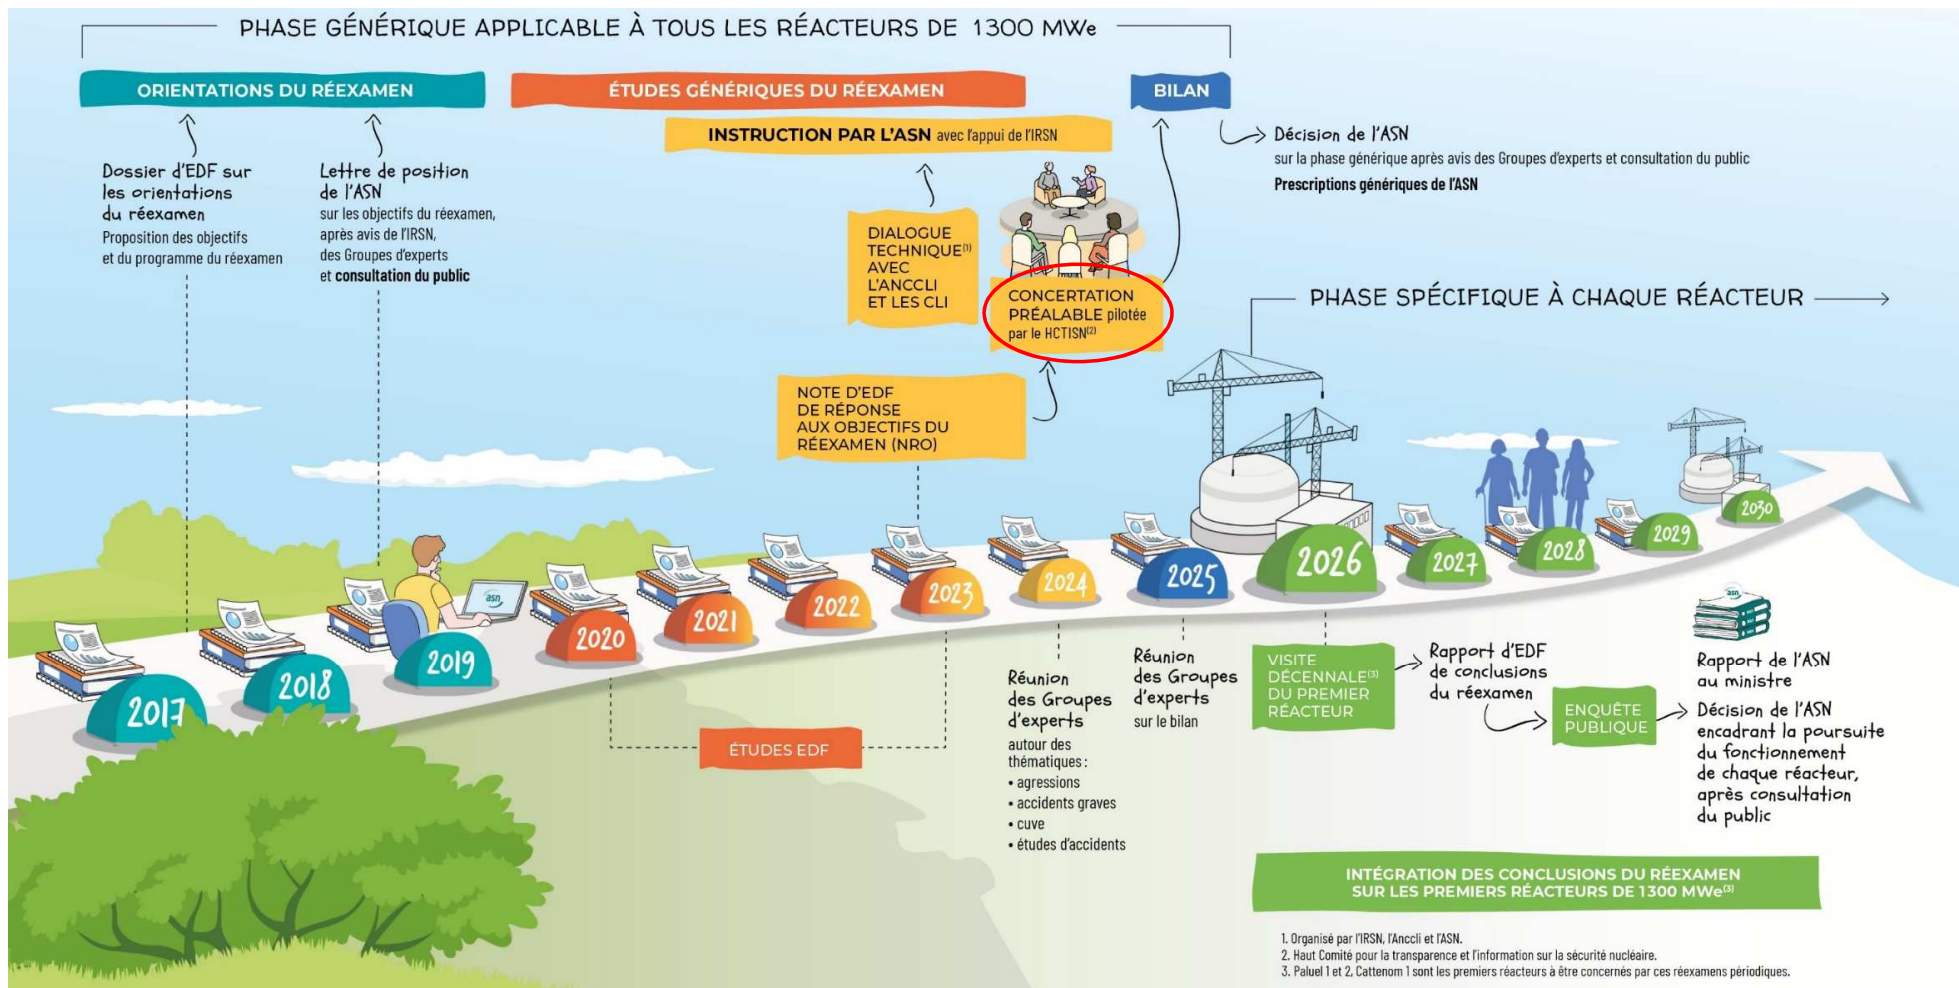 PHASE GÉNÉRIQUE APPLICABLE À TOUS LES RÉACTEURS DE 1300 MWe
ORIENTATIONS DU RÉEXAMEN
ÉTUDES GÉNÉRIQUES DU RÉEXAMEN
BILAN
INSTRUCTION PAR L'ASN avec l'appui de l'IRSN
Dossier d'EDF sur
les orientations
du réexamen
Proposition des objectifs
et du programme du réexamen
Lettre de position
de l'ASN
sur les objectifs du réexamen,
après avis de l'IRSN,
des Groupes d'experts
et consultation du public
Décision de l'ASN
sur la phase générique après avis des Groupes d'experts et consultation du public
Prescriptions génériques de l'ASN
DIALOGUE
TECHNIQUE(1)
AVEC
L'ANCCLI
ET LES CLI
CONCERTATION
PRÉALABLE pilotée
par le HCTISN(2)
PHASE SPÉCIFIQUE À CHAQUE RÉACTEUR
NOTE D'EDF
DE RÉPONSE
AUX OBJECTIFS DU
RÉEXAMEN (NRO)
asn
2017
2018
2019
2020
2021
2022
2023
2024
2025
2026
2027
2028
2029
2030
ÉTUDES EDF
Réunion
des Groupes
d'experts
autour des
thématiques :
• agressions
• accidents graves
• cuve
• études d'accidents
Réunion
des Groupes
d'experts
sur le bilan
VISITE
DÉCENNALE(3)
DU PREMIER
RÉACTEUR
Rapport d'EDF
de conclusions
du réexamen
ENQUÊTE
PUBLIQUE
asn
Rapport de l'ASN
au ministre
Décision de l'ASN
encadrant la poursuite
du fonctionnement
de chaque réacteur,
après consultation
du public
INTÉGRATION DES CONCLUSIONS DU RÉEXAMEN
SUR LES PREMIERS RÉACTEURS DE 1300 MWe(3)
1. Organisé par l'IRSN, l'Anccli et l'ASN.
2. Haut Comité pour la transparence et l'information sur la sécurité nucléaire.
3. Paluel 1 et 2, Cattenom 1 sont les premiers réacteurs à être concernés par ces réexamens périodiques.